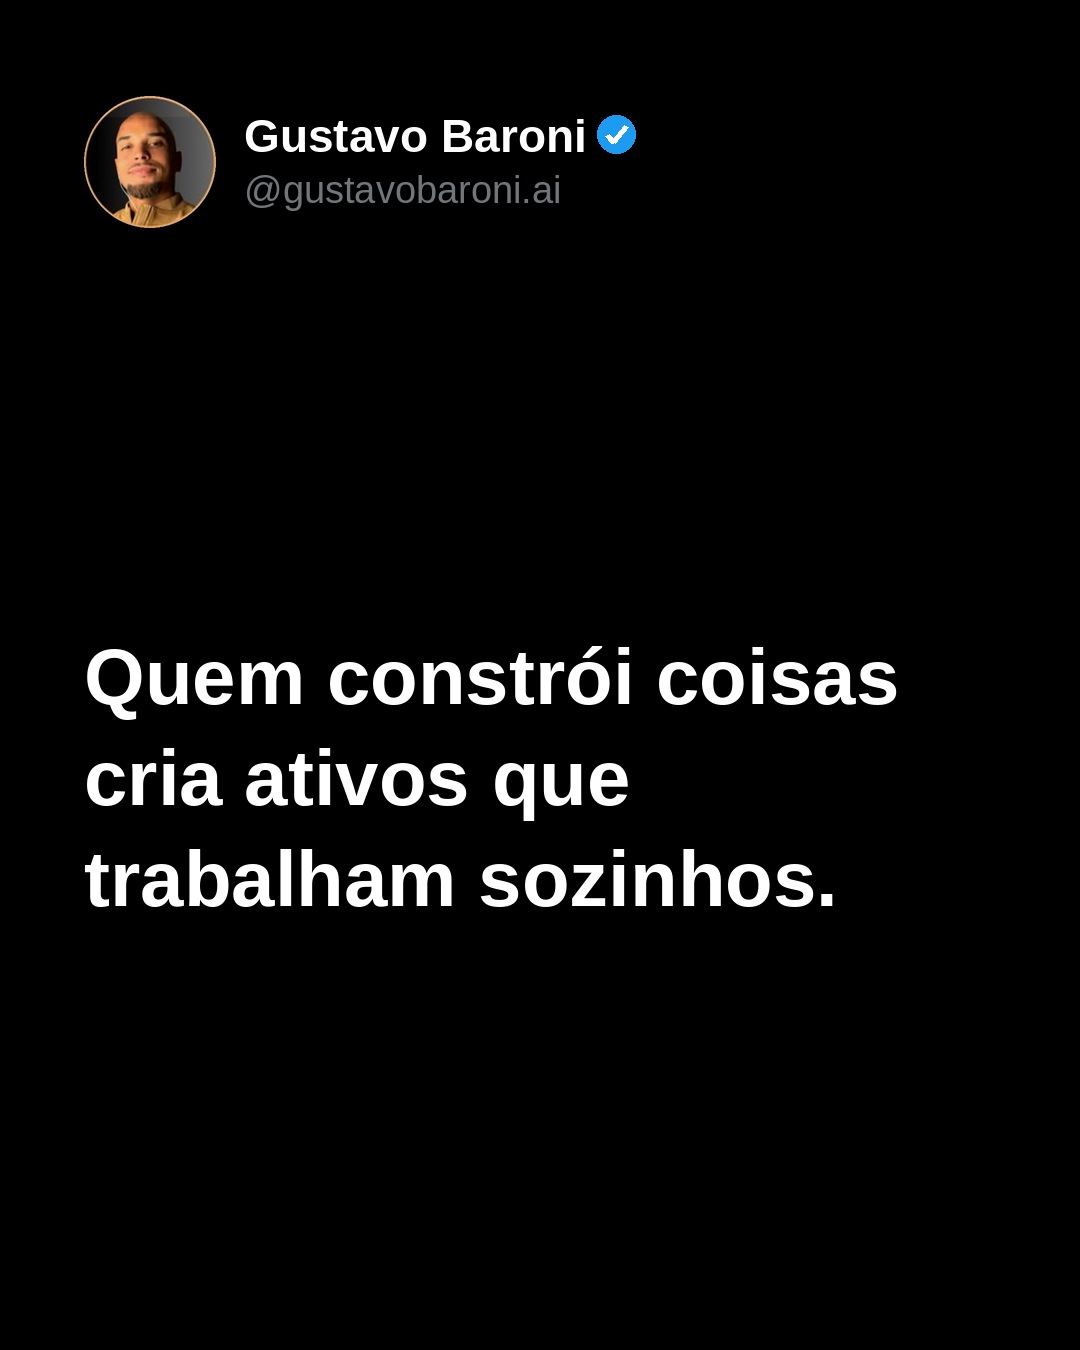 Gustavo Baroni
@gustavobaroni.ai
Quem constrói coisas
cria ativos que
trabalham sozinhos.